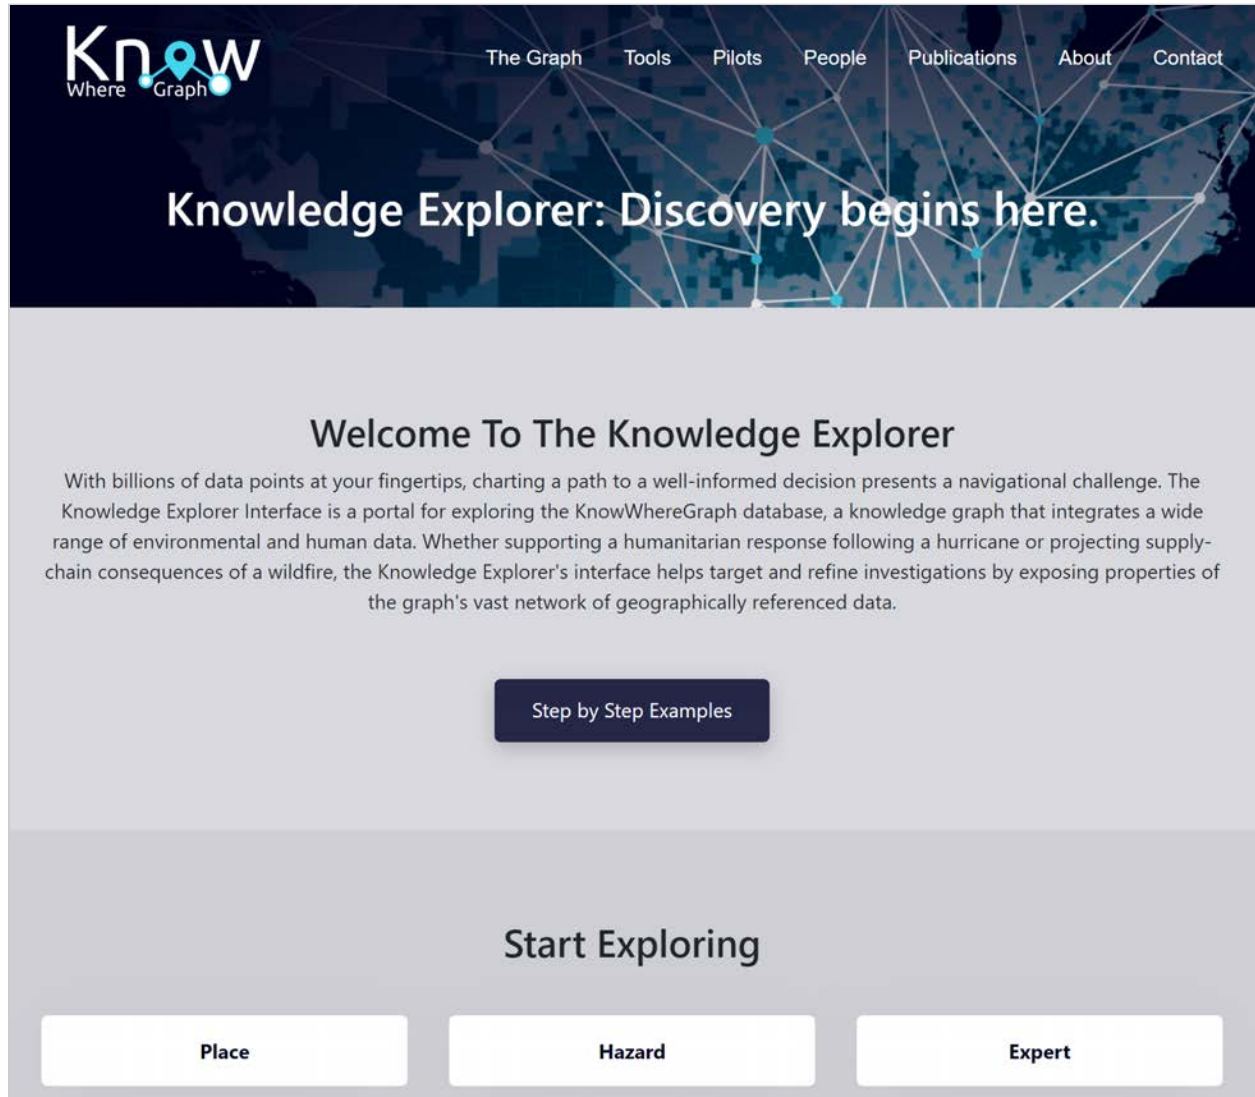 Know
Where Graph
The Graph Tools Pilots People Publications About Contact
Knowledge Explorer: Discovery begins here.
Welcome To The Knowledge Explorer
With billions of data points at your fingertips, charting a path to a well-informed decision presents a navigational challenge. The
Knowledge Explorer Interface is a portal for exploring the KnowWhereGraph database, a knowledge graph that integrates a wide
range of environmental and human data. Whether supporting a humanitarian response following a hurricane or projecting supply-
chain consequences of a wildfire, the Knowledge Explorer's interface helps target and refine investigations by exposing properties of
the graph's vast network of geographically referenced data.
Step by Step Examples
Start Exploring
Place Hazard Expert